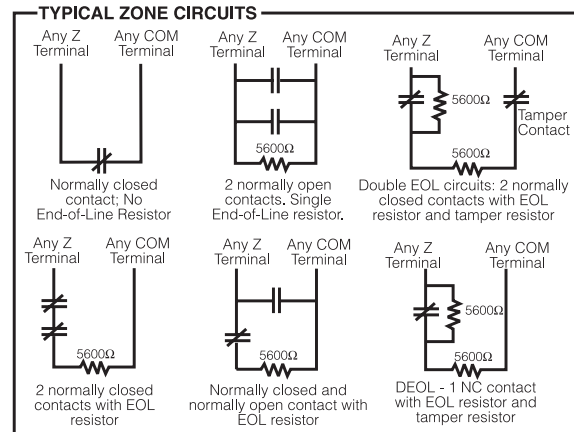 TYPICAL ZONE CIRCUITS
Any Z
Terminal
Any COM
Terminal
Normally closed
contact; No
End-of-Line Resistor
Any Z
Terminal
Any COM
Terminal
5600Ω
2 normally open
contacts. Single
End-of-Line resistor.
Any Z
Terminal
Any COM
Terminal
5600Ω
Tamper
Contact
5600Ω
Double EOL circuits: 2 normally
closed contacts with EOL
resistor and tamper resistor
Any Z
Terminal
Any COM
Terminal
5600Ω
2 normally closed
contacts with EOL
resistor
Any Z
Terminal
Any COM
Terminal
5600Ω
Normally closed and
normally open contact with
EOL resistor
Any Z
Terminal
Any COM
Terminal
5600Ω
5600Ω
DEOL - 1 NC contact
with EOL resistor and
tamper resistor